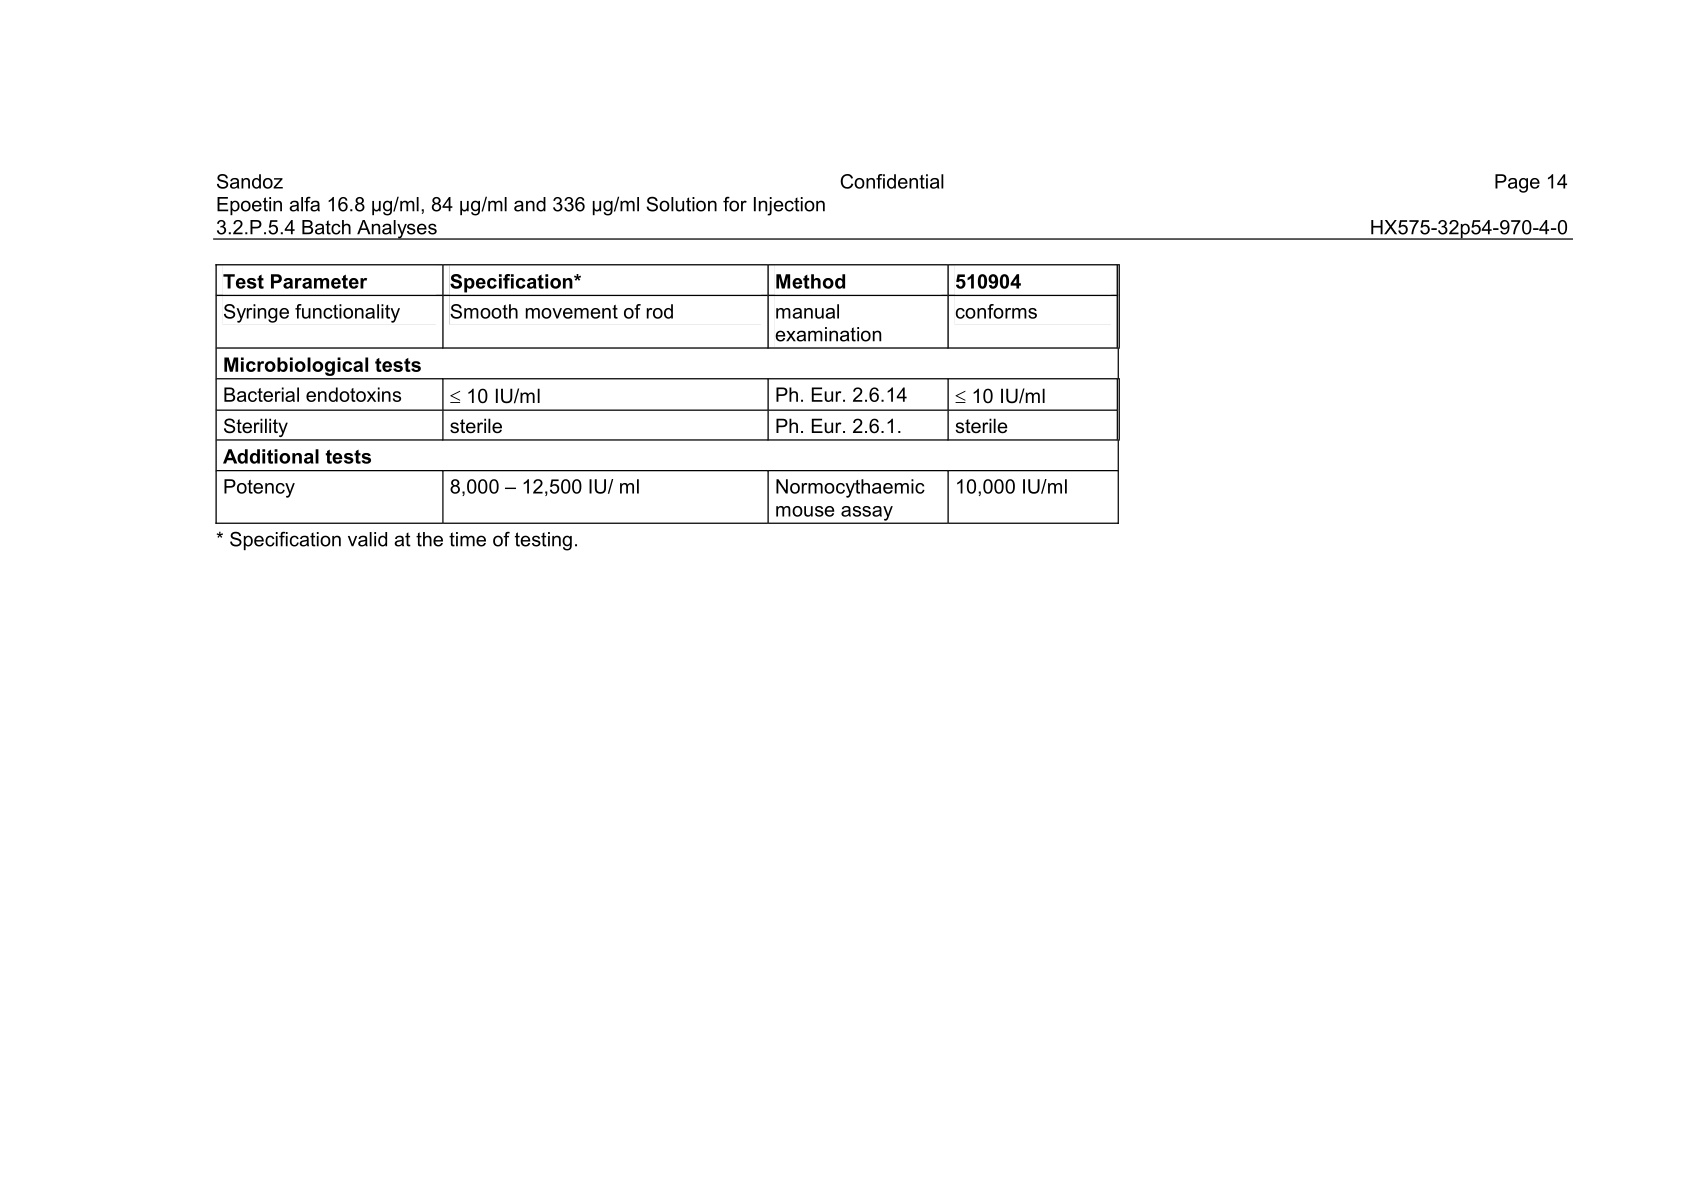 Sandoz Confidential Page 14
Epoetin alfa 16.8 µg/ml, 84 µg/ml and 336 µg/ml Solution for Injection
3.2.P.5.4 Batch Analyses HX575-32p54-970-4-0
Test Parameter Specification* Method 510904
Syringe functionality Smooth movement of rod manual conforms
examination
Microbiological tests
Bacterial endotoxins ≤ 10 IU/ml Ph. Eur. 2.6.14 ≤ 10 IU/ml
Sterility sterile Ph. Eur. 2.6.1. sterile
Additional tests
Potency 8,000 – 12,500 IU/ ml Normocythaemic 10,000 IU/ml
mouse assay
* Specification valid at the time of testing.